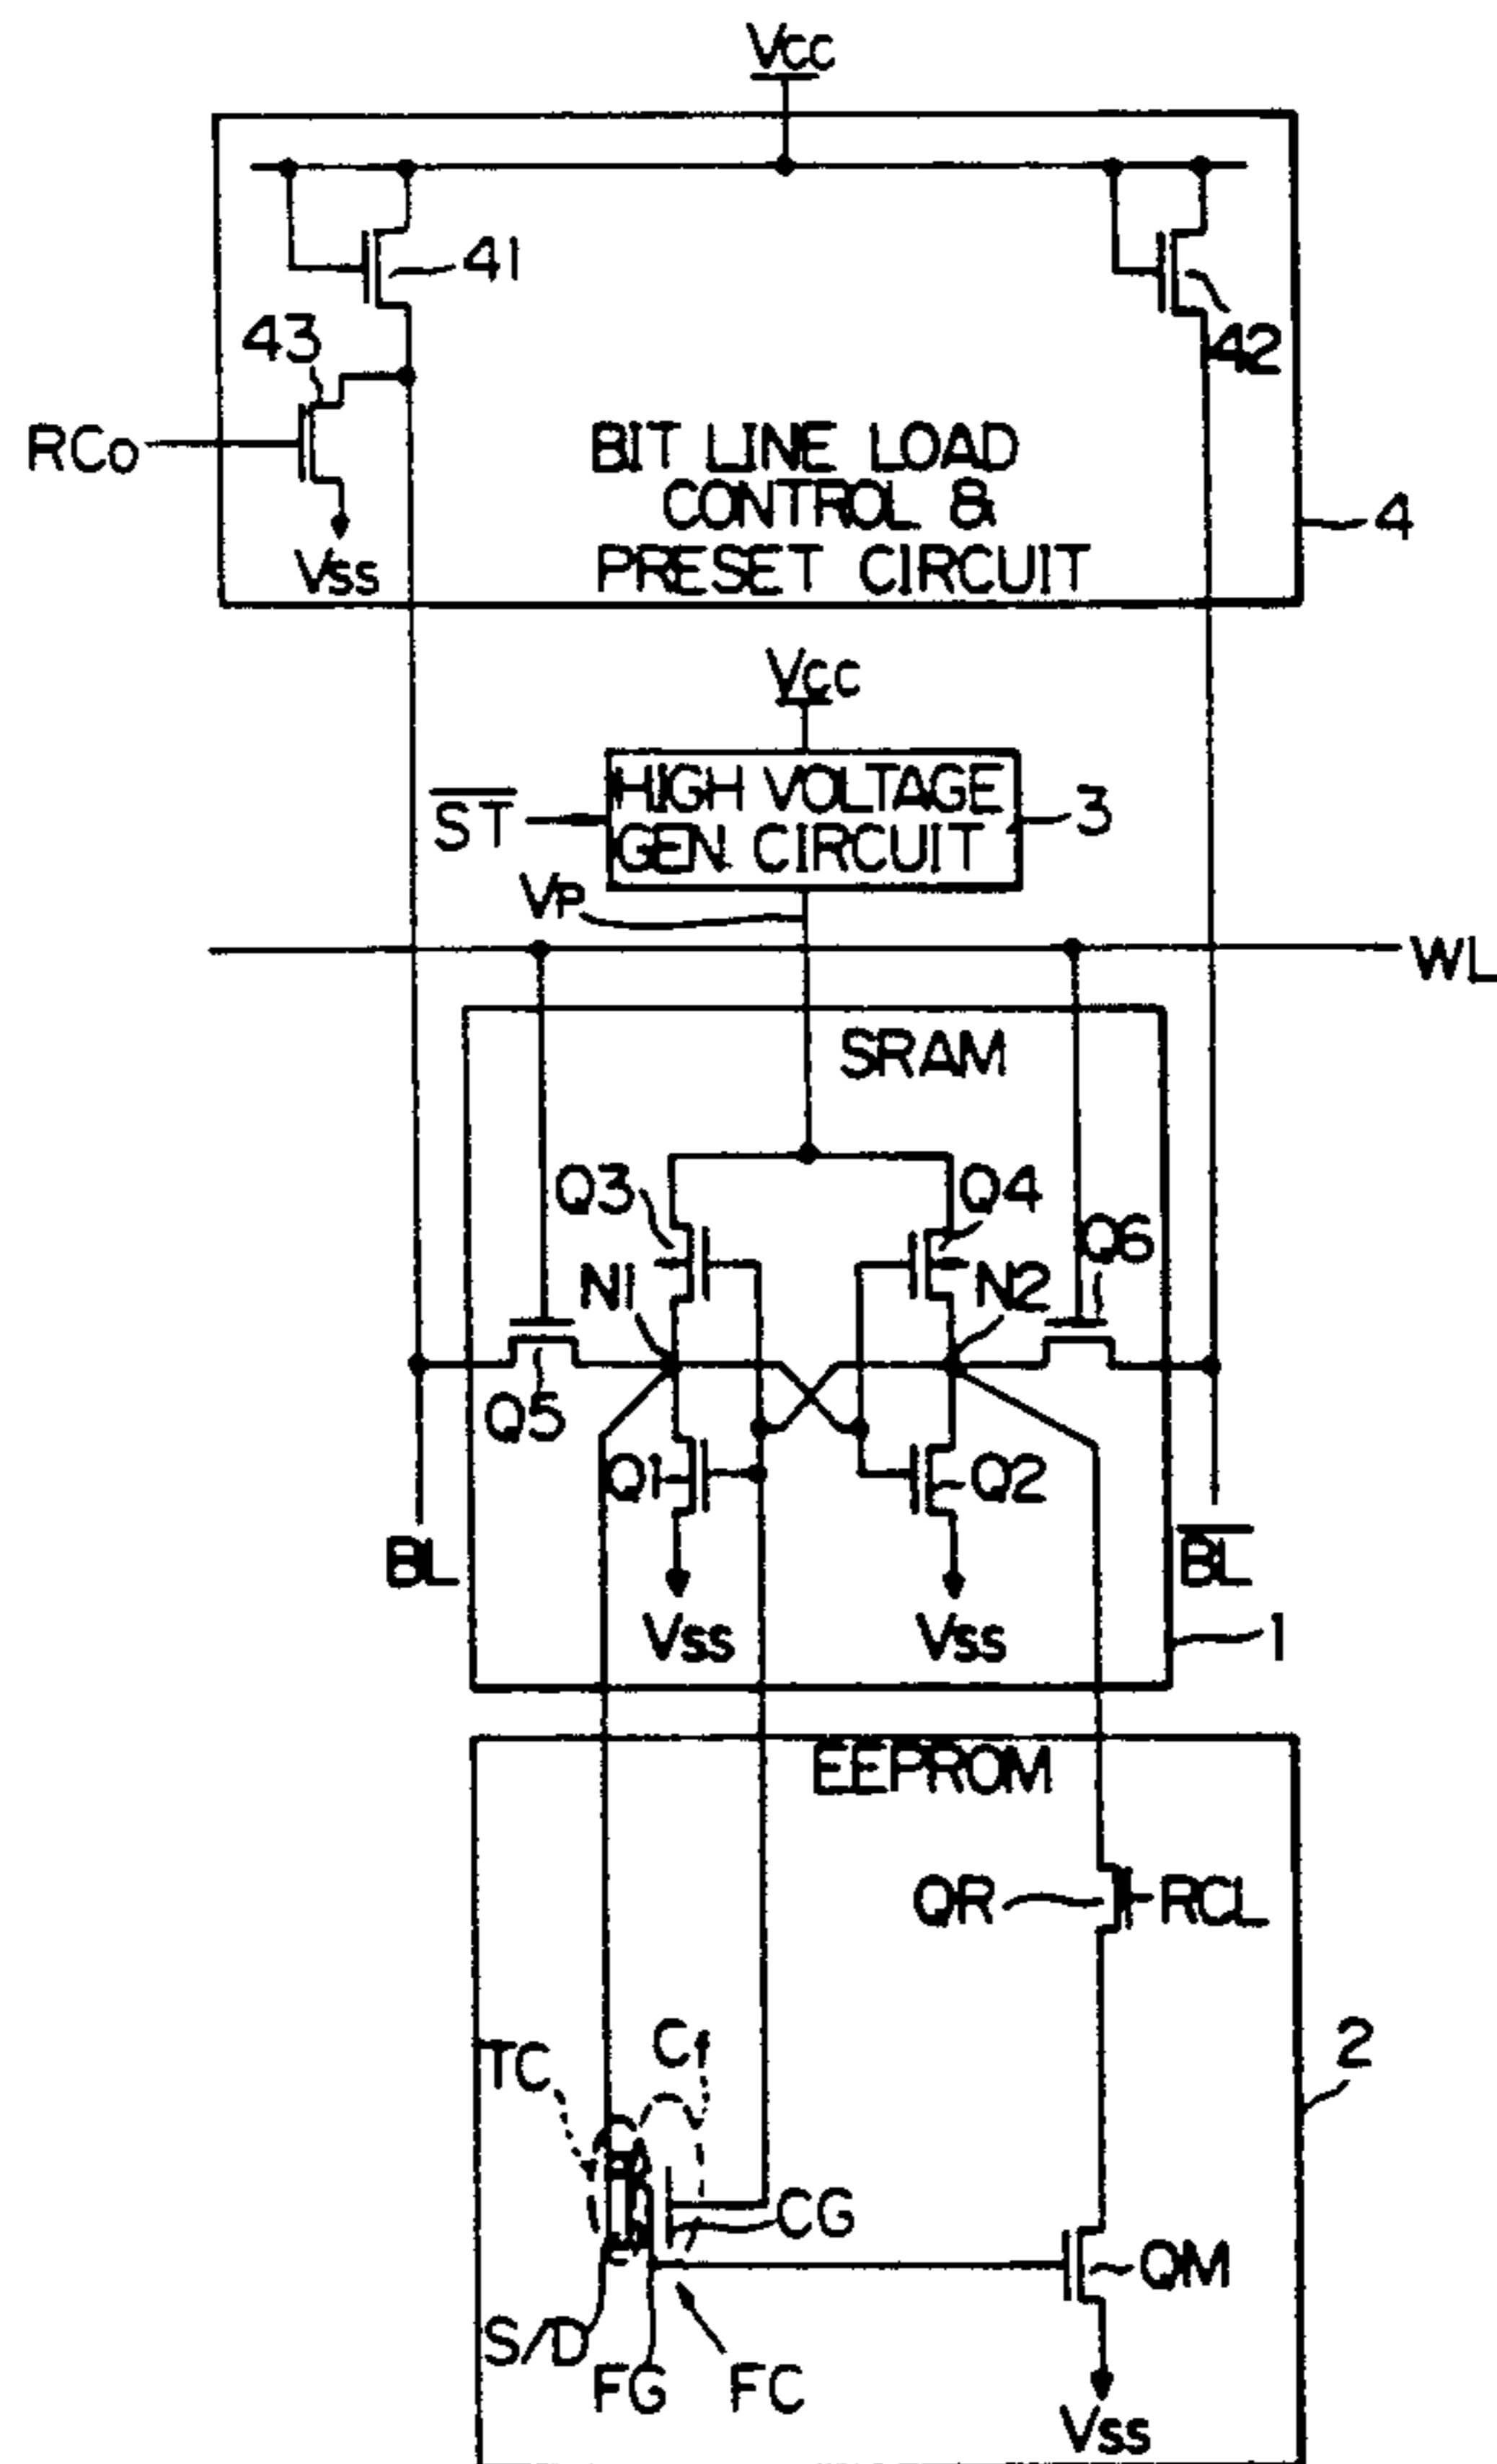 Vcc
41
43
42
RCo
BIT LINE LOAD
CONTROL &
PRESET CIRCUIT
4
Vss
Vcc
ST
HIGH VOLTAGE
GEN. CIRCUIT
3
VP
WL
SRAM
Q3
Q4
Q6
N1
N2
Q5
Q1
Q2
BL
BL
Vss
Vss
1
EEPROM
QR
RCL
2
TC
Cf
CG
QM
S/D
FG
FC
Vss